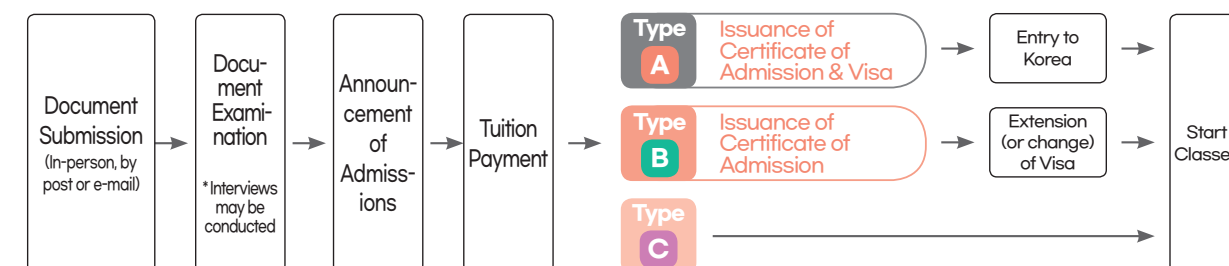 Document
Submission
(In-person, by
post or e-mail)
Docu-
ment
Exami-
nation
* Interviews
may be
conducted
Announ-
cement
of
Admiss-
ions
Tuition
Payment
Type
A
Issuance of
Certificate of
Admission & Visa
Entry to
Korea
Type
B
Issuance of
Certificate of
Admission
Extension
(or change)
of Visa
Type
C
Start
Classe